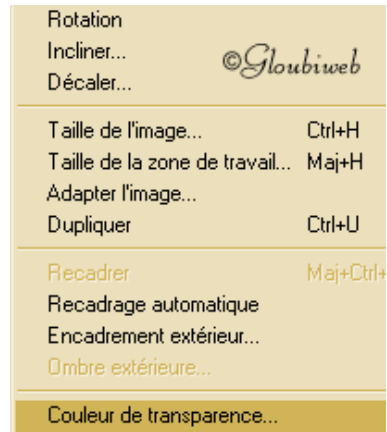 Rotation
Incliner...
©Gloubiweb
Décaler...
Taille de l'image... Ctrl+H
Taille de la zone de travail... Maj+H
Adapter l'image...
Dupliquer Ctrl+U
Recadrer Maj+Ctrl+
Recadrage automatique
Encadrement extérieur...
Ombre extérieure...
Couleur de transparence...